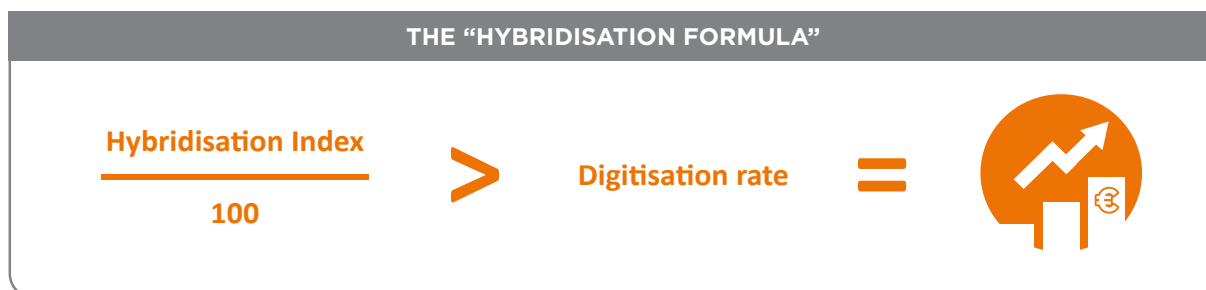 THE “HYBRIDISATION FORMULA”
Hybridisation Index
100
>
Digitisation rate
=
€